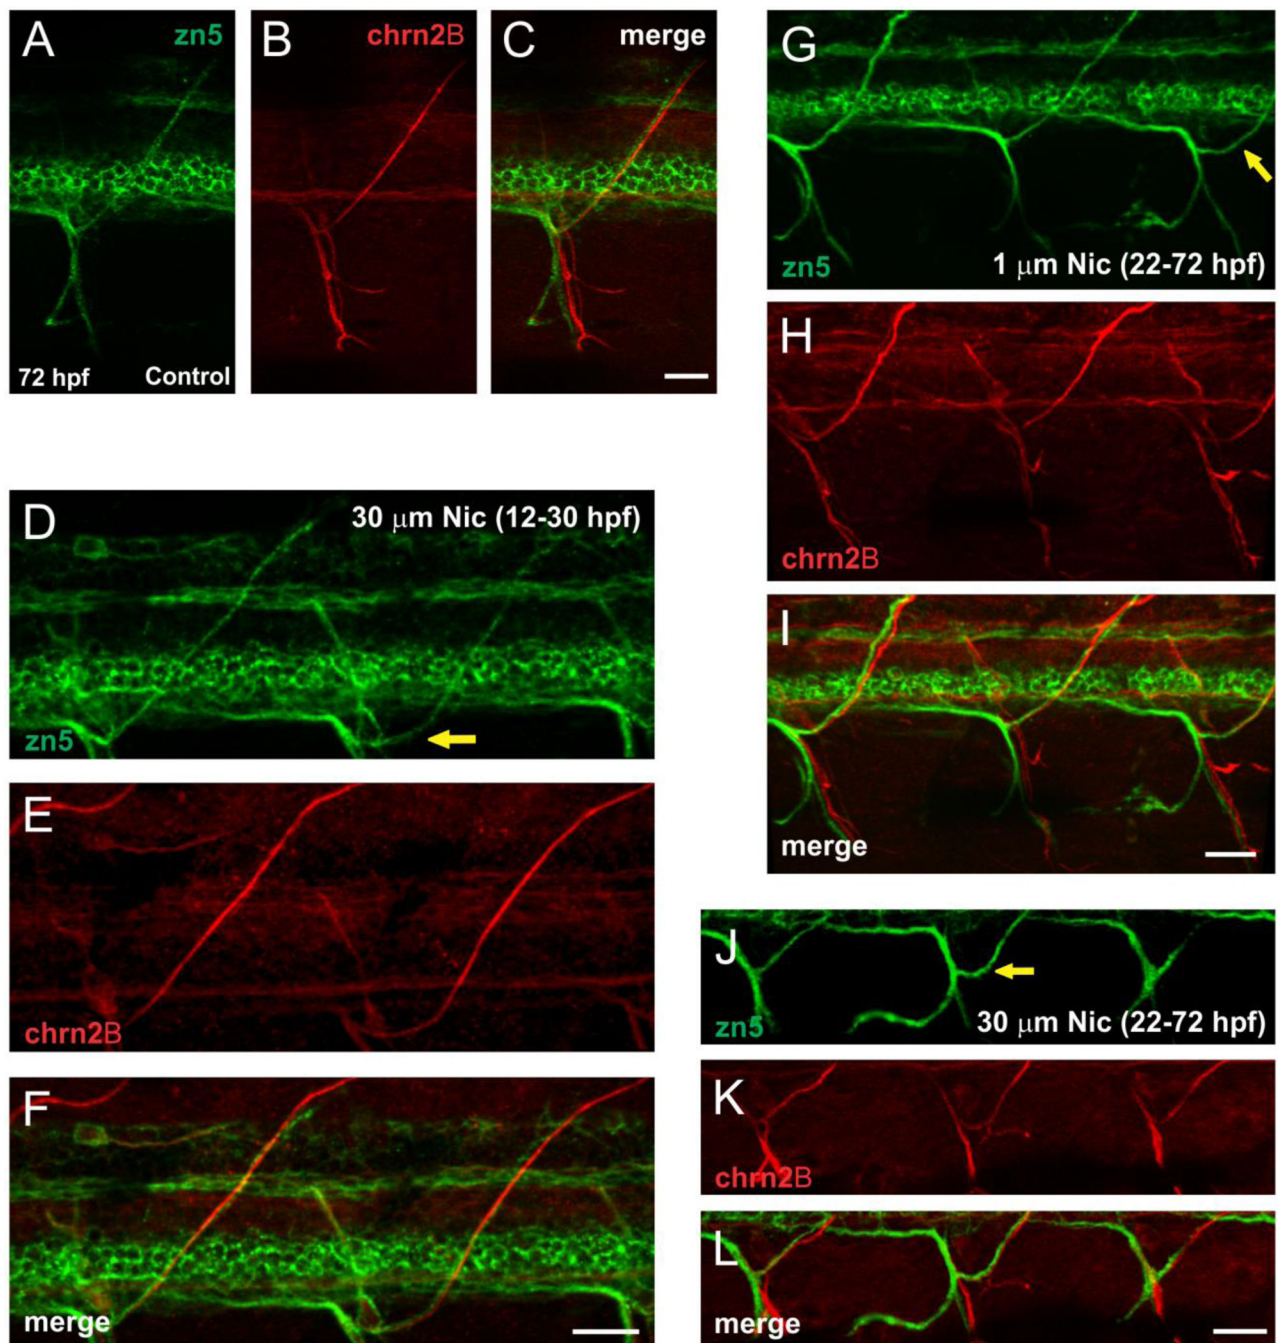 A
zn5
B
chrn2B
C
merge
72 hpf
Control
D
30 μm Nic (12-30 hpf)
zn5
E
chrn2B
F
merge
G
zn5
1 μm Nic (22-72 hpf)
H
chrn2B
I
merge
J
zn5
30 μm Nic (22-72 hpf)
K
chrn2B
L
merge